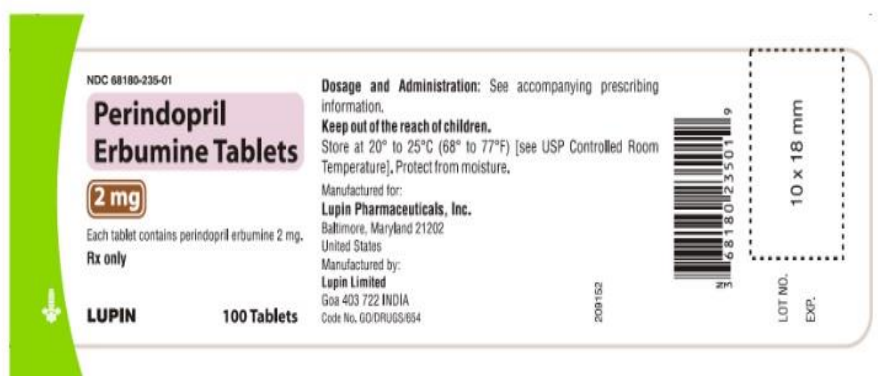 NDC 68180-235-01
Perindopril
Erbumine Tablets
2 mg
Each tablet contains perindopril erbumine 2 mg.
Rx only
LUPIN
100 Tablets
Dosage and Administration: See accompanying prescribing
information.
Keep out of the reach of children.
Store at 20° to 25°C (68° to 77°F) [see USP Controlled Room
Temperature]. Protect from moisture.
Manufactured for:
Lupin Pharmaceuticals, Inc.
Baltimore, Maryland 21202
United States
Manufactured by:
Lupin Limited
Goa 403 722 INDIA
Code No. GO/DRUGS/654
209152
N
3 68180 23501 9
10 x 18 mm
LOT NO.
EXP.